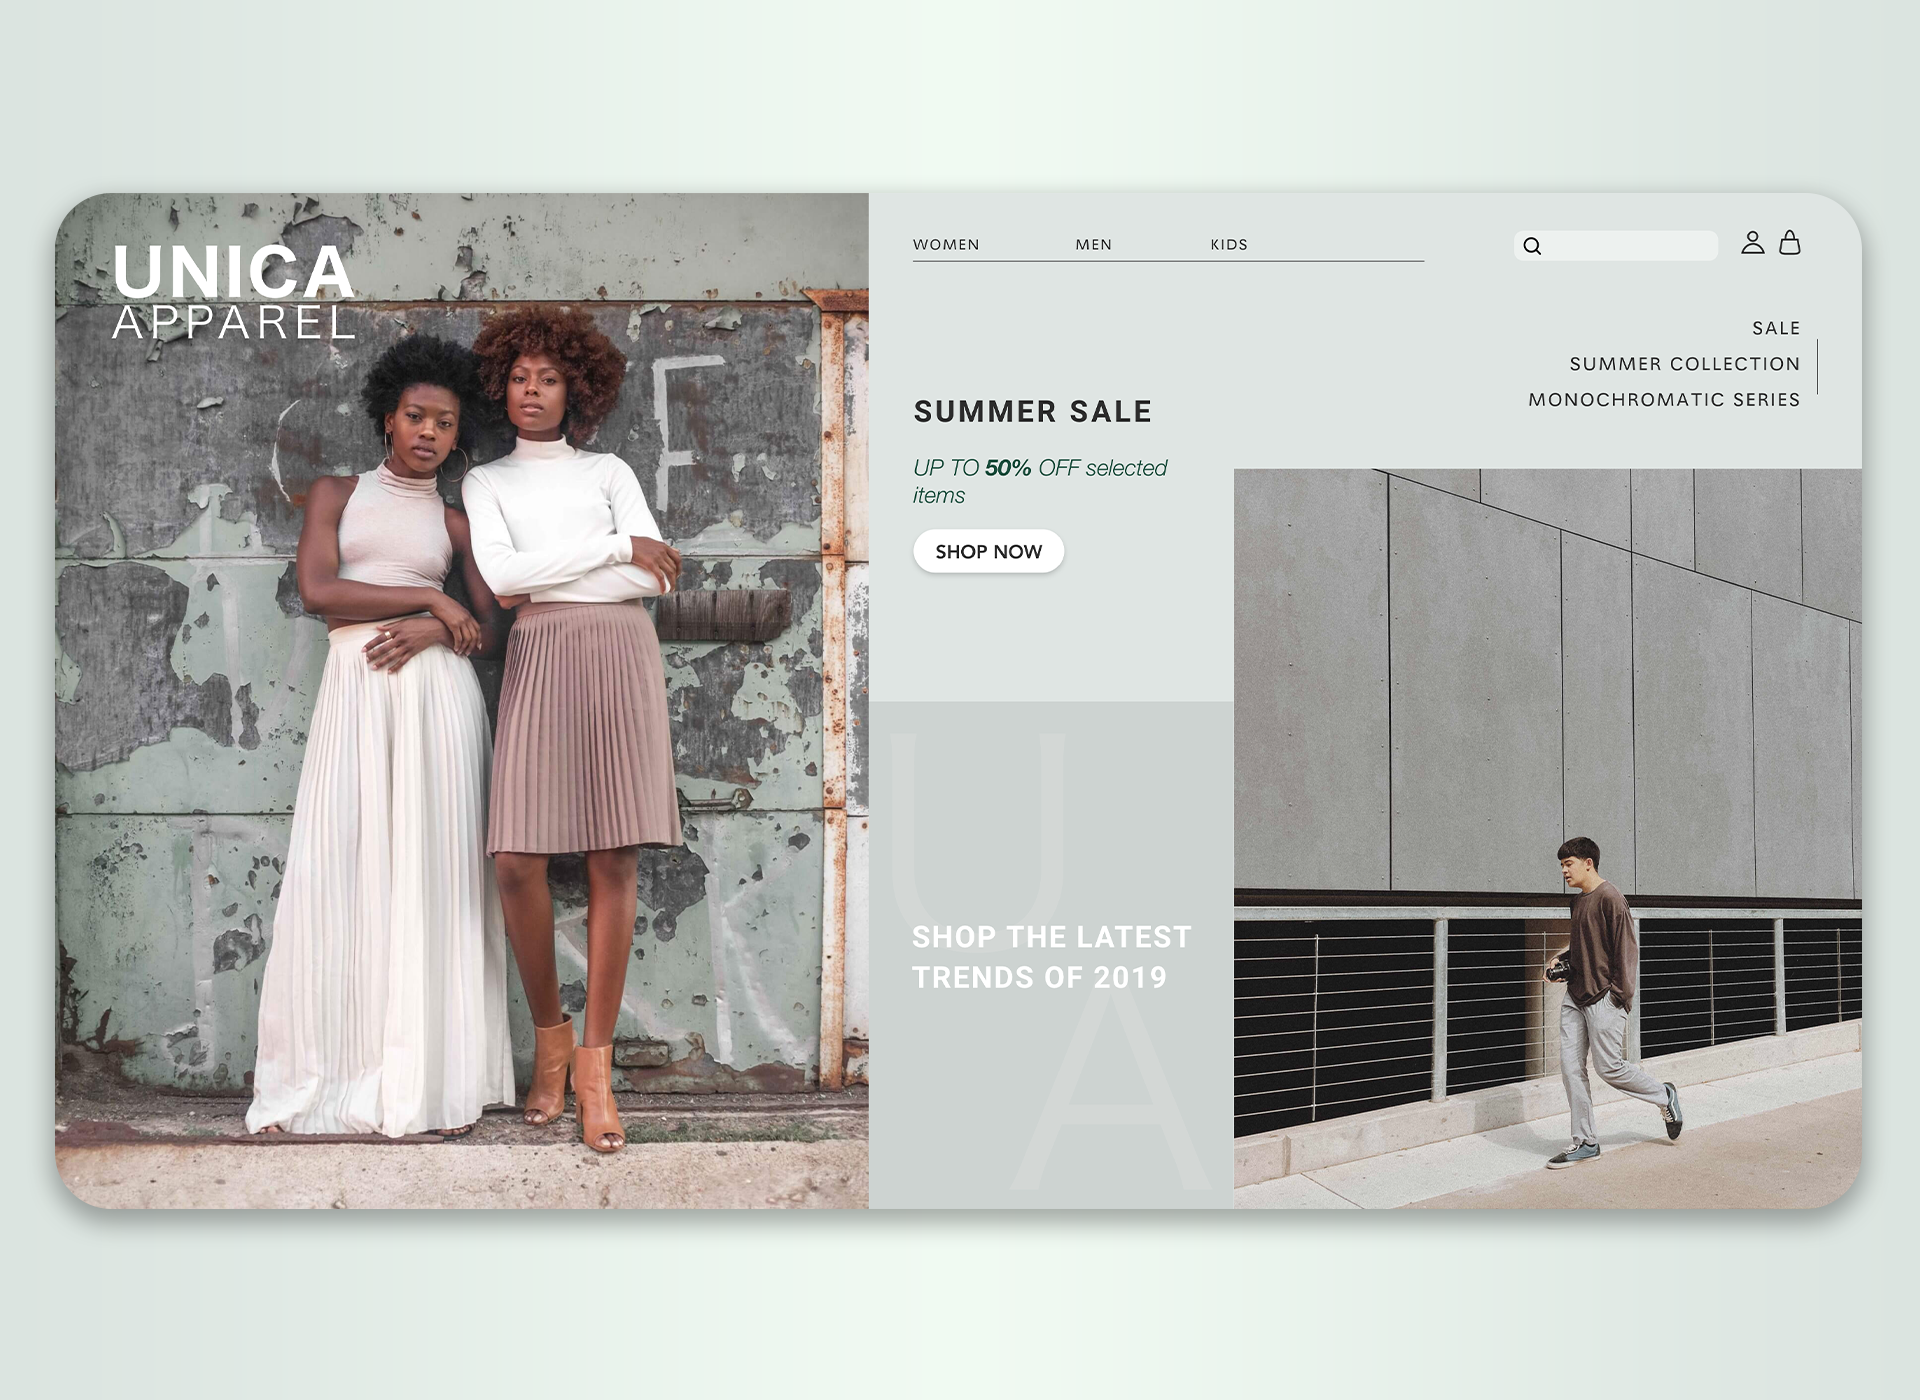 UNICA
APPAREL
WOMEN
MEN
KIDS
SALE
SUMMER COLLECTION
MONOCHROMATIC SERIES
SUMMER SALE
UP TO 50% OFF selected
items
SHOP NOW
U
SHOP THE LATEST
TRENDS OF 2019
A